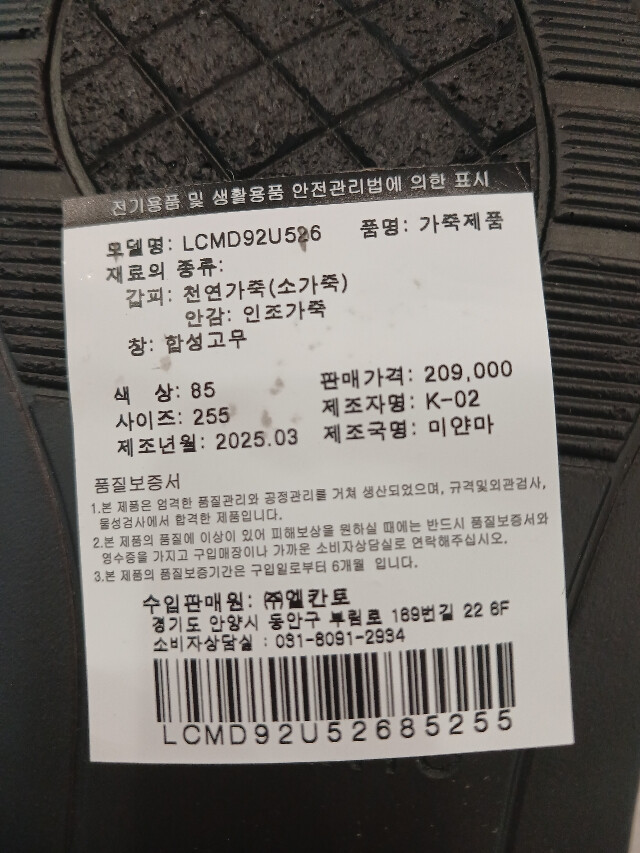 전기용품 및 생활용품 안전관리법에 의한 표시
모델명: LCMD92U526 품명: 가죽제품
재료의 종류:
갑피: 천연가죽(소가죽)
안감: 인조가죽
창: 합성고무
색 상: 85 판매가격: 209,000
사이즈: 255 제조자명: K-02
제조년월: 2025.03 제조국명: 미얀마
품질보증서
1.본 제품은 엄격한 품질관리와 공정관리를 거쳐 생산되었으며, 규격및외관검사,
물성검사에서 합격한 제품입니다.
2.본 제품의 품질에 이상이 있어 피해보상을 원하실 때에는 반드시 품질보증서와
영수증을 가지고 구입매장이나 가까운 소비자상담실로 연락해주십시오.
3.본 제품의 품질보증기간은 구입일로부터 6개월 입니다.
수입판매원: ㈜엘칸토
경기도 안양시 동안구 부림로 169번길 22 6F
소비자상담실 : 031-8091-2934
LCMD92U52685255